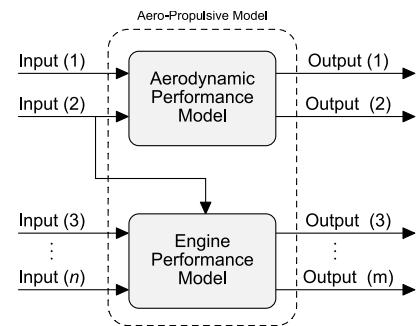 Aero-Propulsive Model
Input (1)
Aerodynamic
Performance
Model
Output (1)
Input (2)
Output (2)
Input (3)
Engine
Performance
Model
Output (3)
Input (n)
Output (m)